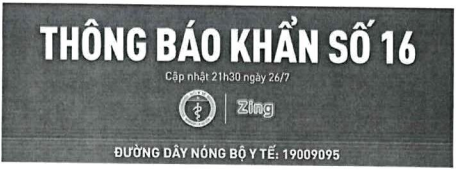 THÔNG BÁO KHẨN SỐ 16
Cập nhật 21h30 ngày 26/7
Zing
ĐƯỜNG DÂY NÓNG BỘ Y TẾ: 19009095